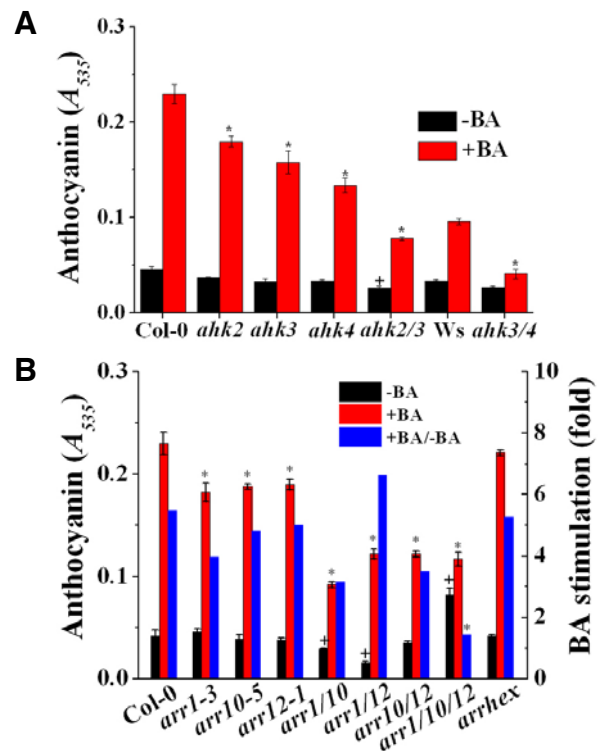 A
0.3
0.2
0.1
0.0
Anthocyanin (A535)
-BA
+BA
*
*
*
+
*
*
Col-0 ahk2 ahk3 ahk4 ahk2/3 Ws ahk3/4
B
0.3
0.2
0.1
0.0
Anthocyanin (A535)
-BA
+BA
+BA/-BA
10
8
6
4
2
0
BA stimulation (fold)
*
*
*
+
*
+
*
*
+
*
*
Col-0 arr1-3 arr10-5 arr12-1 arr1/10 arr1/12 arr10/12 arr1/10/12 arrhex